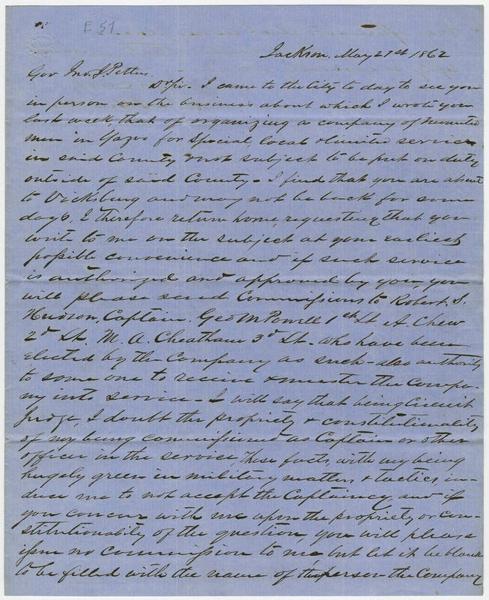 E 51
Jackson, May 27th 1862
Gov Jno. J Pettus
D Sir. I came to the City to day to see you
in person on the business about which I wrote you
last week that of organizing a company of mounted
men in Yazoo for Special local & limited service
in said County & not subject to be put on duty
outside of said County - I find that you are about
to Vicksburg and may not be back for some
days, I therefore return home, requesting that you
write to me on the subject at your earliest
possible convenience and if such service
is authorized and approved by you, you
will please send Commissions to Robert S.
Hudson, Captain. Geo M Powell 1st Lt A. Chew
2d Lt. M. A. Cheatham 3d Lt. who have been
elected by the Company as such - also authority
to some one to receive & muster the Compa-
ny into service - I will say that being Circuit
Judge, I doubt the propriety & constitutionality
of my being commissioned as Captain or other
officer in the service, these facts, with my being
hugely green in military matters & tactics, in-
duce me to not accept the Captaincy and if
you concur with me upon the propriety or con-
stitutionality of the question, you will please
issue no commission to me but let it be blank
to be filled with the name of the person the Company